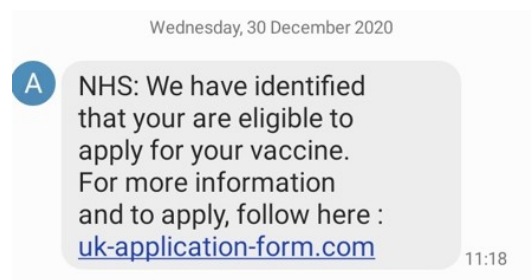 Wednesday, 30 December 2020
A
NHS: We have identified
that your are eligible to
apply for your vaccine.
For more information
and to apply, follow here :
uk-application-form.com
11:18